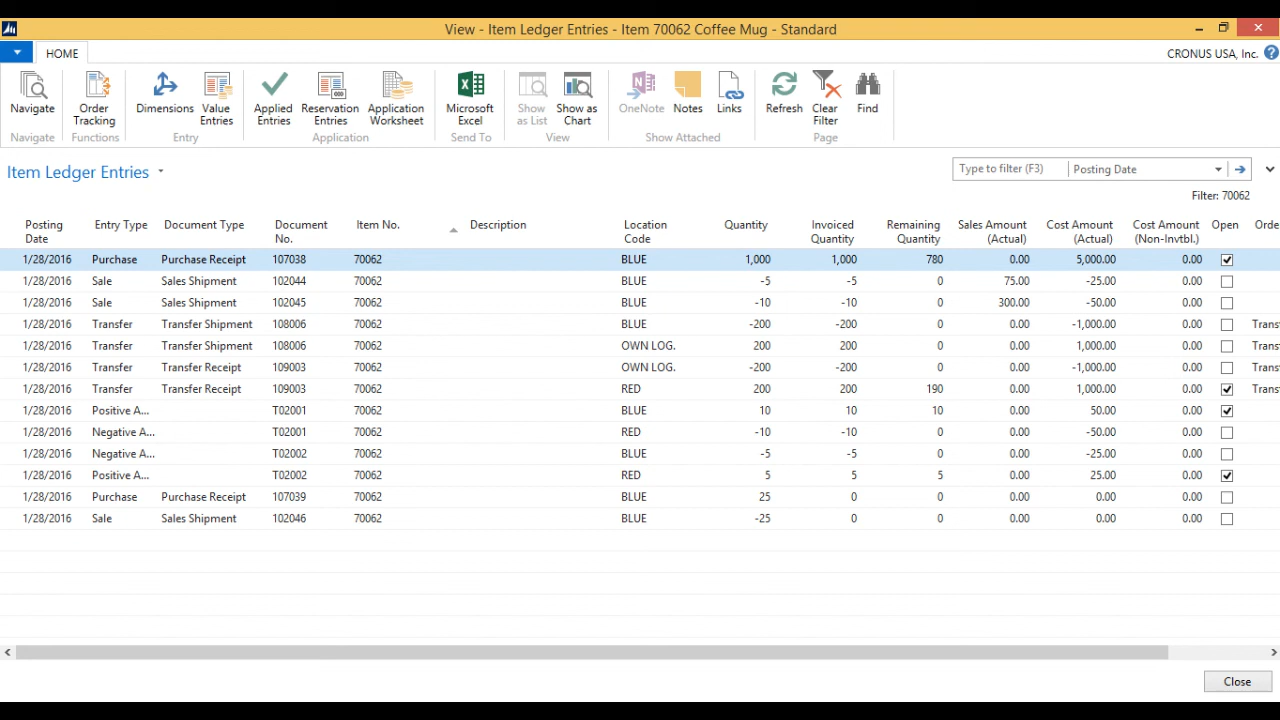 View - Item Ledger Entries - Item 70062 Coffee Mug - Standard
HOME
CRONUS USA, Inc.
Navigate
Order Tracking
Dimensions
Value Entries
Applied Entries
Reservation Entries
Application Worksheet
Microsoft Excel
Show as List
Show as Chart
OneNote
Notes
Links
Refresh
Clear Filter
Find
Navigate
Functions
Entry
Application
Send To
View
Show Attached
Page
Item Ledger Entries
Type to filter (F3)
Posting Date
Filter: 70062
Posting Date Entry Type Document Type Document No. Item No. Description Location Code Quantity Invoiced Quantity Remaining Quantity Sales Amount (Actual) Cost Amount (Actual) Cost Amount (Non-Invtbl.) Open Orde
1/28/2016 Purchase Purchase Receipt 107038 70062 BLUE 1,000 1,000 780 0.00 5,000.00 0.00
1/28/2016 Sale Sales Shipment 102044 70062 BLUE -5 -5 0 75.00 -25.00 0.00
1/28/2016 Sale Sales Shipment 102045 70062 BLUE -10 -10 0 300.00 -50.00 0.00
1/28/2016 Transfer Transfer Shipment 108006 70062 BLUE -200 -200 0 0.00 -1,000.00 0.00 Trans
1/28/2016 Transfer Transfer Shipment 108006 70062 OWN LOG. 200 200 0 0.00 1,000.00 0.00 Trans
1/28/2016 Transfer Transfer Receipt 109003 70062 OWN LOG. -200 -200 0 0.00 -1,000.00 0.00 Trans
1/28/2016 Transfer Transfer Receipt 109003 70062 RED 200 200 190 0.00 1,000.00 0.00 Trans
1/28/2016 Positive A... T02001 70062 BLUE 10 10 10 0.00 50.00 0.00
1/28/2016 Negative A... T02001 70062 RED -10 -10 0 0.00 -50.00 0.00
1/28/2016 Negative A... T02002 70062 BLUE -5 -5 0 0.00 -25.00 0.00
1/28/2016 Positive A... T02002 70062 RED 5 5 5 0.00 25.00 0.00
1/28/2016 Purchase Purchase Receipt 107039 70062 BLUE 25 0 0 0.00 0.00 0.00
1/28/2016 Sale Sales Shipment 102046 70062 BLUE -25 0 0 0.00 0.00 0.00
Close